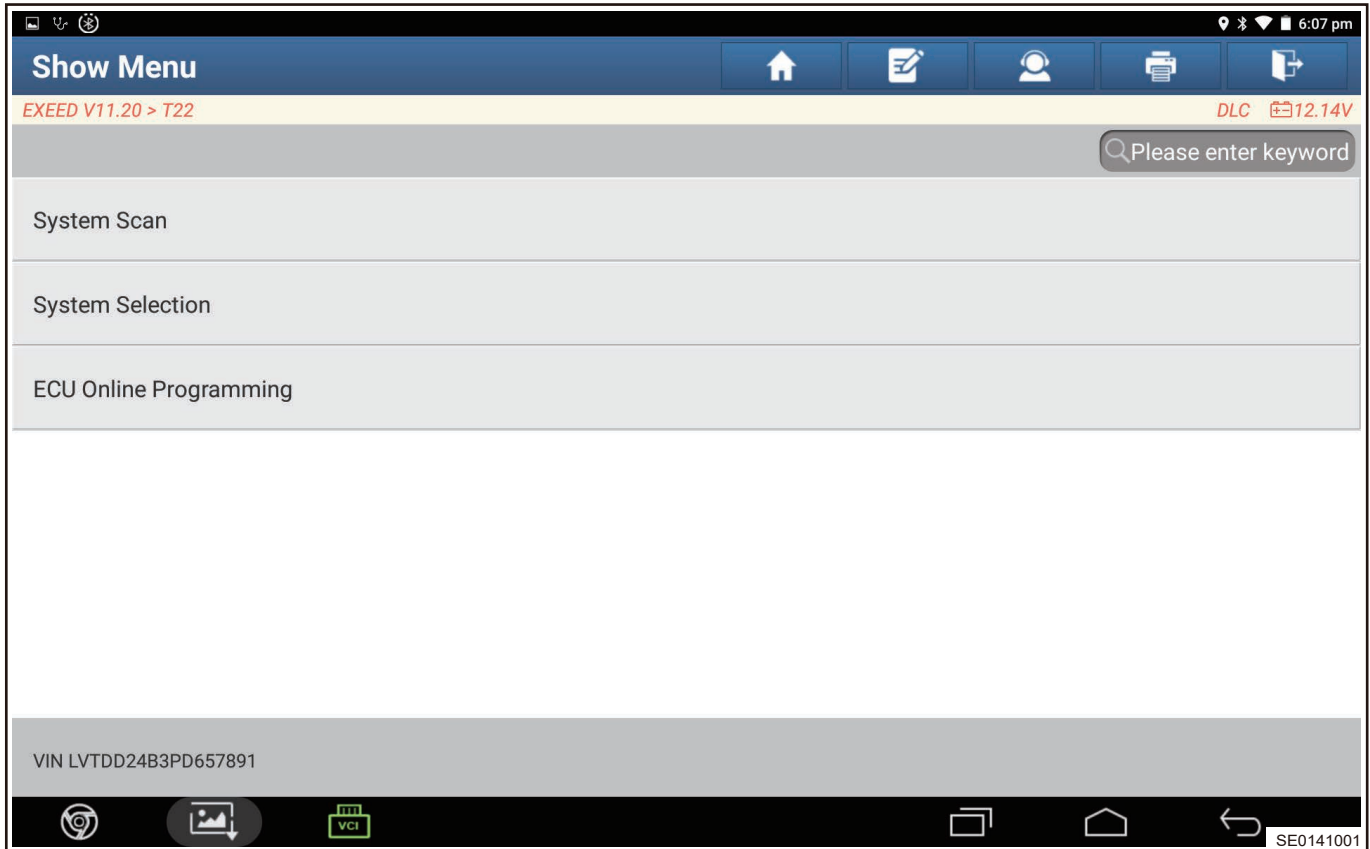 6:07 pm
Show Menu
EXEED V11.20 > T22
DLC 12.14V
Please enter keyword
System Scan
System Selection
ECU Online Programming
VIN LVTDD24B3PD657891
VCI
SE0141001